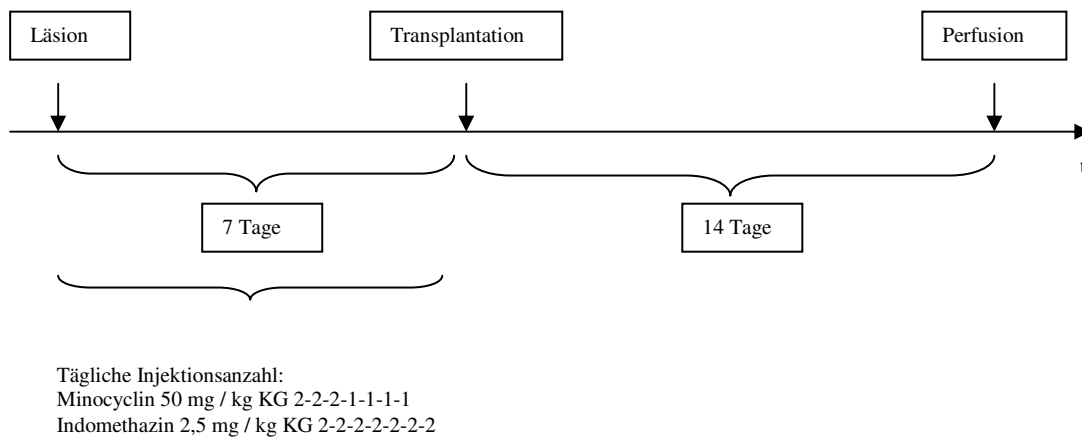 Läsion
Transplantation
Perfusion
t
7 Tage
14 Tage
Tägliche Injektionsanzahl:
Minocyclin 50 mg / kg KG 2-2-2-1-1-1-1
Indomethazin 2,5 mg / kg KG 2-2-2-2-2-2-2